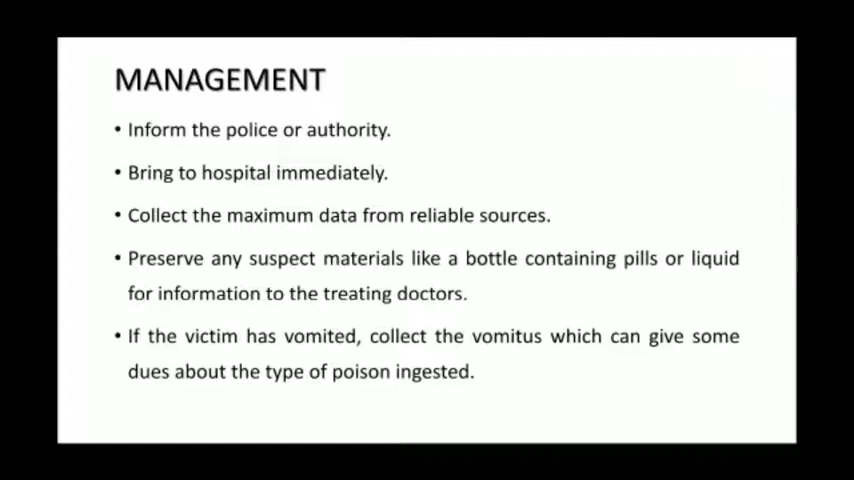 MANAGEMENT
• Inform the police or authority.
• Bring to hospital immediately.
• Collect the maximum data from reliable sources.
• Preserve any suspect materials like a bottle containing pills or liquid
for information to the treating doctors.
• If the victim has vomited, collect the vomitus which can give some
dues about the type of poison ingested.